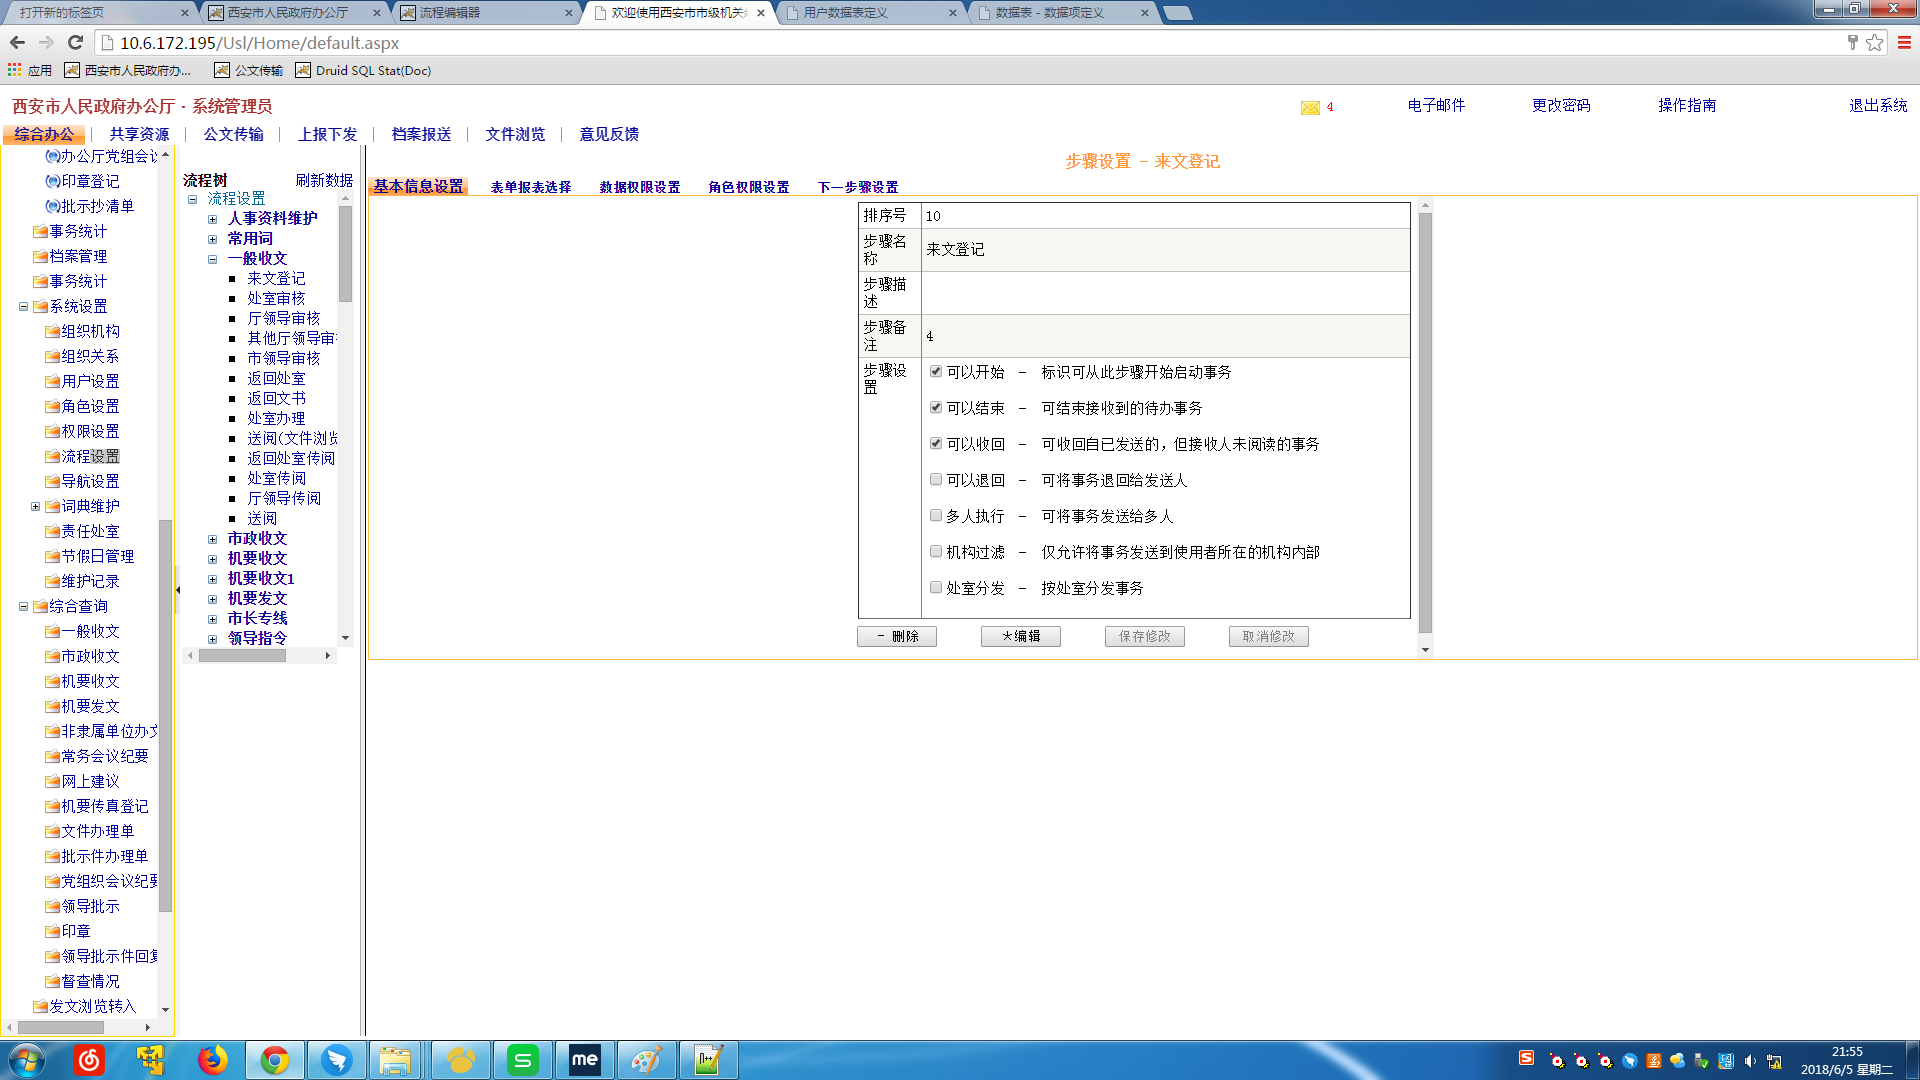 打开新的标签页
西安市人民政府办公厅
流程编辑器
欢迎使用西安市市级机关
用户数据表定义
数据表 - 数据项定义
10.6.172.195/Usl/Home/default.aspx
应用
西安市人民政府办...
公文传输
Druid SQL Stat(Doc)
西安市人民政府办公厅 · 系统管理员
4
电子邮件
更改密码
操作指南
退出系统
综合办公
共享资源
公文传输
上报下发
档案报送
文件浏览
意见反馈
办公厅党组会议
印章登记
批示抄清单
事务统计
档案管理
事务统计
系统设置
组织机构
组织关系
用户设置
角色设置
权限设置
流程设置
导航设置
词典维护
责任处室
节假日管理
维护记录
综合查询
一般收文
市政收文
机要收文
机要发文
非隶属单位办文
常务会议纪要
网上建议
机要传真登记
文件办理单
批示件办理单
党组织会议纪要
领导批示
印章
领导批示件回复
督查情况
发文浏览转入
流程树
刷新数据
流程设置
人事资料维护
常用词
一般收文
来文登记
处室审核
厅领导审核
其他厅领导审
市领导审核
返回处室
返回文书
处室办理
送阅(文件浏览
返回处室传阅
处室传阅
厅领导传阅
送阅
市政收文
机要收文
机要收文1
机要发文
市长专线
领导指令
步骤设置 - 来文登记
基本信息设置
表单报表选择
数据权限设置
角色权限设置
下一步骤设置
排序号 10
步骤名称 来文登记
步骤描述
步骤备注 4
步骤设置
可以开始 - 标识可从此步骤开始启动事务
可以结束 - 可结束接收到的待办事务
可以收回 - 可收回自已发送的，但接收人未阅读的事务
可以退回 - 可将事务退回给发送人
多人执行 - 可将事务发送给多人
机构过滤 - 仅允许将事务发送到使用者所在的机构内部
处室分发 - 按处室分发事务
- 删除
*编辑
保存修改
取消修改
me
21:55
2018/6/5 星期二